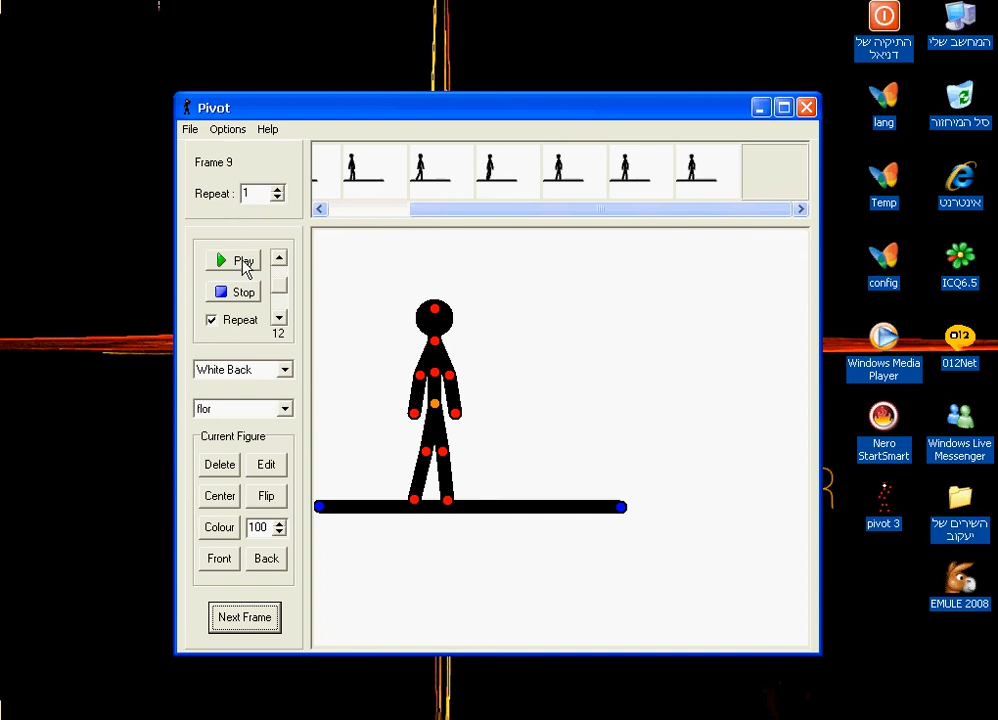 Pivot
File Options Help
Frame 9
Repeat : 1
Play
Stop
Repeat
12
White Back
flor
Current Figure
Delete Edit
Center Flip
Colour 100
Front Back
Next Frame
התיקיה של
דניאל
המחשב שלי
lang
סל המיחזור
Temp
אינטרנט
config
ICQ6.5
Windows Media
Player
012
012Net
Nero
StartSmart
Windows Live
Messenger
pivot 3
השירים של
יעקוב
EMULE 2008